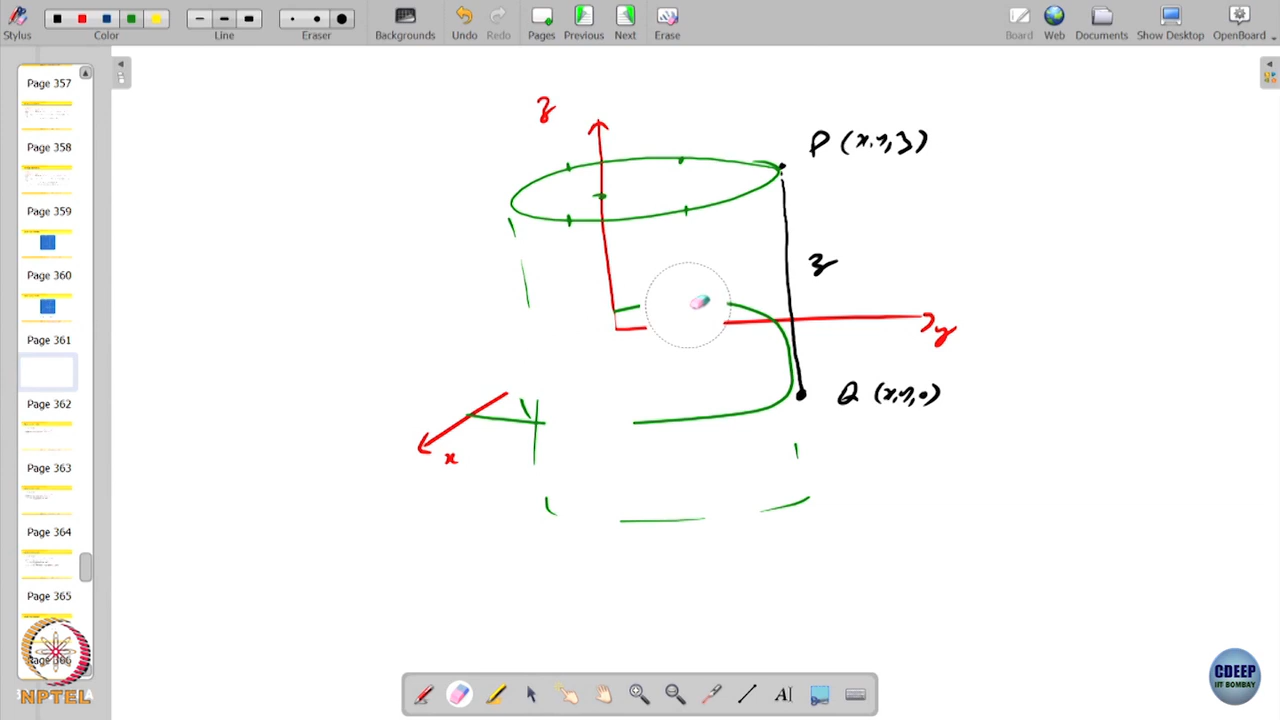 Stylus
Color
Line
Eraser
Backgrounds
Undo
Redo
Pages
Previous
Next
Erase
Board
Web
Documents
Show Desktop
OpenBoard
Page 357
Page 358
Page 359
Page 360
Page 361
Page 362
Page 363
Page 364
Page 365
z
P (x,y,z)
z
y
Q (x,y,0)
x
NPTEL
CDEEP
IIT BOMBAY
AI